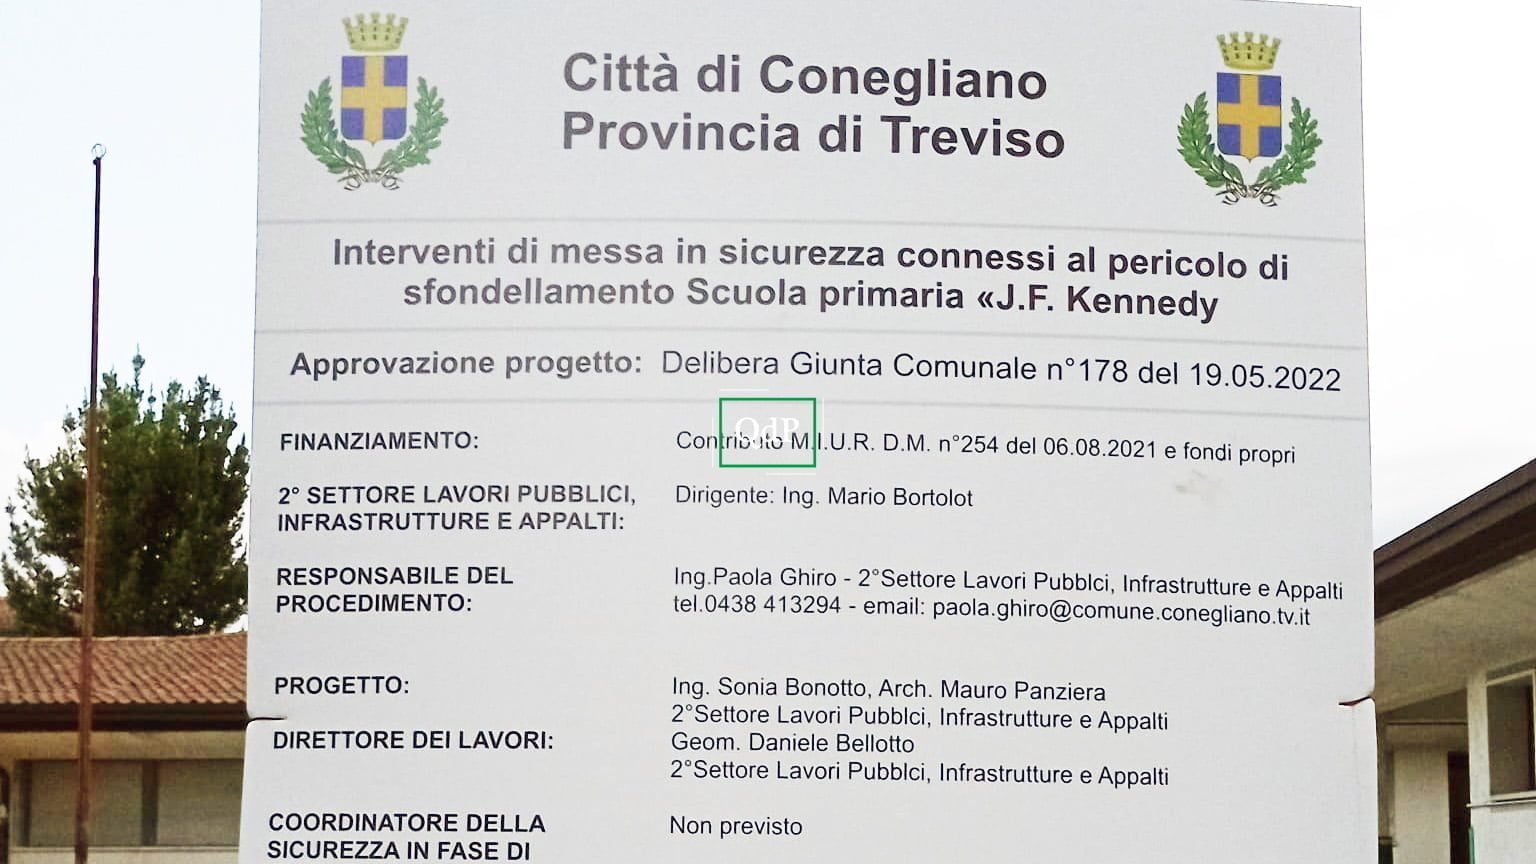 Città di Conegliano
Provincia di Treviso
Interventi di messa in sicurezza connessi al pericolo di
sfondellamento Scuola primaria «J.F. Kennedy
Approvazione progetto: Delibera Giunta Comunale n°178 del 19.05.2022
QdP
FINANZIAMENTO: Contributo M.I.U.R. D.M. n°254 del 06.08.2021 e fondi propri
2° SETTORE LAVORI PUBBLICI, Dirigente: Ing. Mario Bortolot
INFRASTRUTTURE E APPALTI:
RESPONSABILE DEL Ing.Paola Ghiro - 2°Settore Lavori Pubblci, Infrastrutture e Appalti
PROCEDIMENTO: tel.0438 413294 - email: paola.ghiro@comune.conegliano.tv.it
PROGETTO: Ing. Sonia Bonotto, Arch. Mauro Panziera
2°Settore Lavori Pubblci, Infrastrutture e Appalti
DIRETTORE DEI LAVORI: Geom. Daniele Bellotto
2°Settore Lavori Pubblci, Infrastrutture e Appalti
COORDINATORE DELLA Non previsto
SICUREZZA IN FASE DI